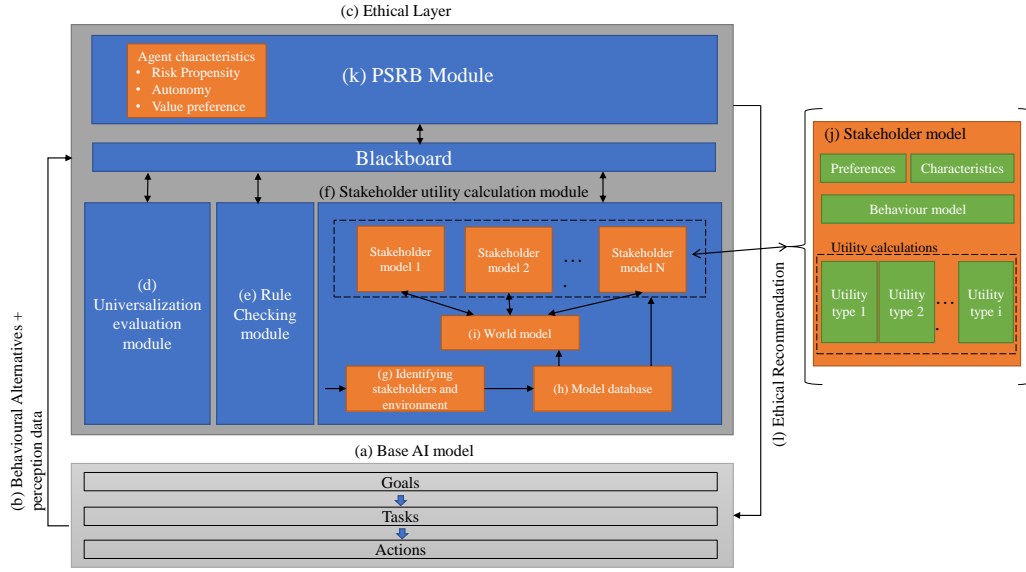 (c) Ethical Layer
Agent characteristics
• Risk Propensity
• Autonomy
• Value preference
(k) PSRB Module
Blackboard
(f) Stakeholder utility calculation module
(d)
Universalization
evaluation
module
(e) Rule
Checking
module
Stakeholder
model 1
Stakeholder
model 2
...
.
Stakeholder
model N
(i) World model
(g) Identifying
stakeholders and
environment
(h) Model database
(j) Stakeholder model
Preferences
Characteristics
Behaviour model
Utility calculations
Utility
type 1
Utility
type 2
...
.
Utility
type i
(l) Ethical Recommendation
(b) Behavioural Alternatives +
perception data
(a) Base AI model
Goals
Tasks
Actions